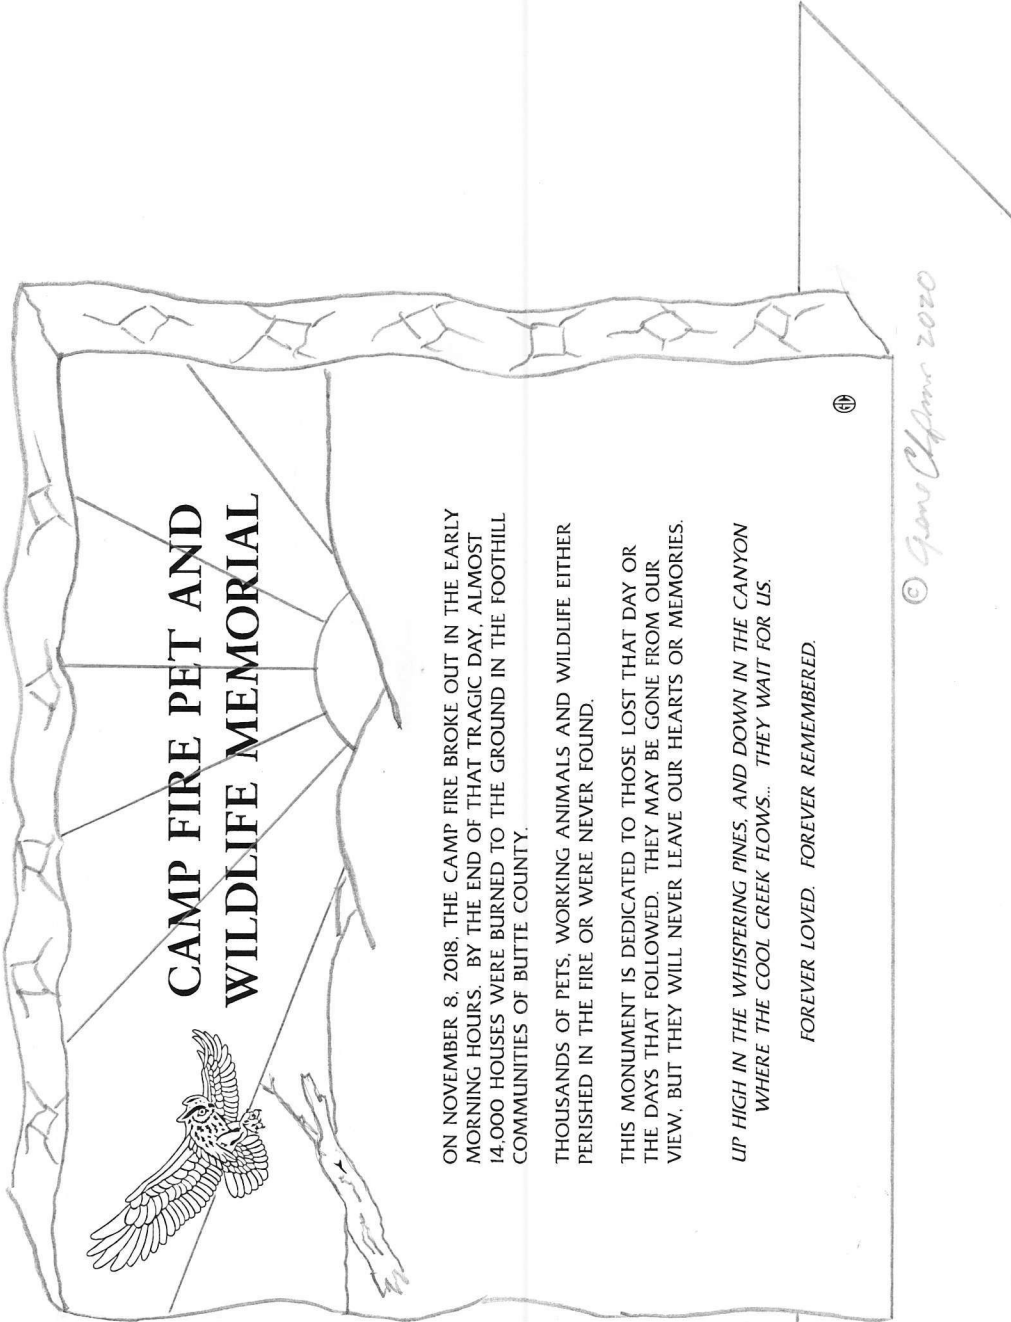 CAMP FIRE PET AND
WILDLIFE MEMORIAL
ON NOVEMBER 8, 2018, THE CAMP FIRE BROKE OUT IN THE EARLY
MORNING HOURS. BY THE END OF THAT TRAGIC DAY, ALMOST
14,000 HOUSES WERE BURNED TO THE GROUND IN THE FOOTHILL
COMMUNITIES OF BUTTE COUNTY.
THOUSANDS OF PETS, WORKING ANIMALS AND WILDLIFE EITHER
PERISHED IN THE FIRE OR WERE NEVER FOUND.
THIS MONUMENT IS DEDICATED TO THOSE LOST THAT DAY OR
THE DAYS THAT FOLLOWED. THEY MAY BE GONE FROM OUR
VIEW, BUT THEY WILL NEVER LEAVE OUR HEARTS OR MEMORIES.
UP HIGH IN THE WHISPERING PINES, AND DOWN IN THE CANYON
WHERE THE COOL CREEK FLOWS... THEY WAIT FOR US.
FOREVER LOVED. FOREVER REMEMBERED.
© Gene 2020